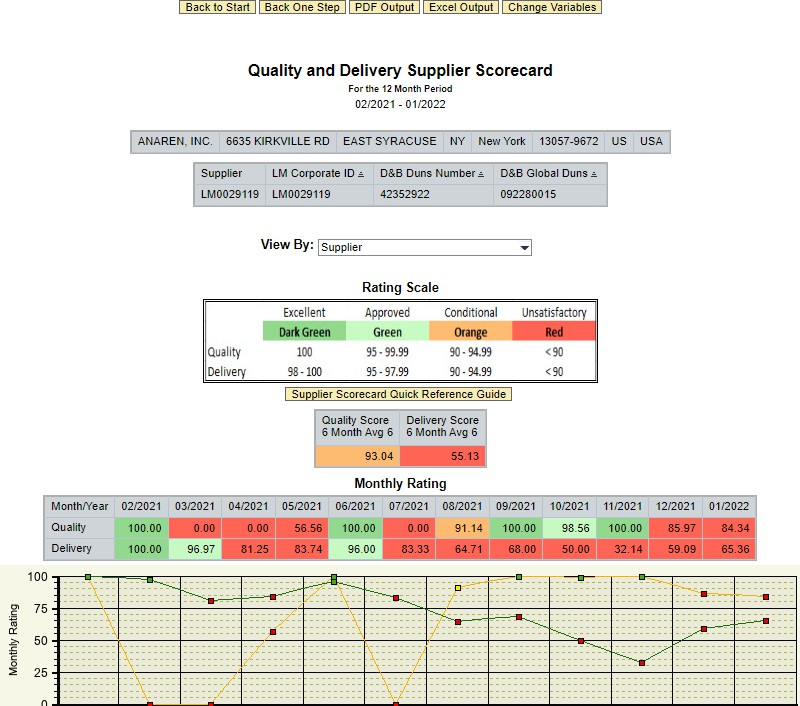 Back to Start Back One Step PDF Output Excel Output Change Variables
Quality and Delivery Supplier Scorecard
For the 12 Month Period
02/2021 - 01/2022
ANAREN, INC. 6635 KIRKVILLE RD EAST SYRACUSE NY New York 13057-9672 US USA
Supplier LM Corporate ID D&B Duns Number D&B Global Duns
LM0029119 LM0029119 42352922 092280015
View By: Supplier
Rating Scale
Excellent Approved Conditional Unsatisfactory
Dark Green Green Orange Red
Quality 100 95 - 99.99 90 - 94.99 < 90
Delivery 98 - 100 95 - 97.99 90 - 94.99 < 90
Supplier Scorecard Quick Reference Guide
Quality Score Delivery Score
6 Month Avg 6 6 Month Avg 6
93.04 55.13
Monthly Rating
Month/Year 02/2021 03/2021 04/2021 05/2021 06/2021 07/2021 08/2021 09/2021 10/2021 11/2021 12/2021 01/2022
Quality 100.00 0.00 0.00 56.56 100.00 0.00 91.14 100.00 98.56 100.00 85.97 84.34
Delivery 100.00 96.97 81.25 83.74 96.00 83.33 64.71 68.00 50.00 32.14 59.09 65.36
Monthly Rating
100
75
50
25
0